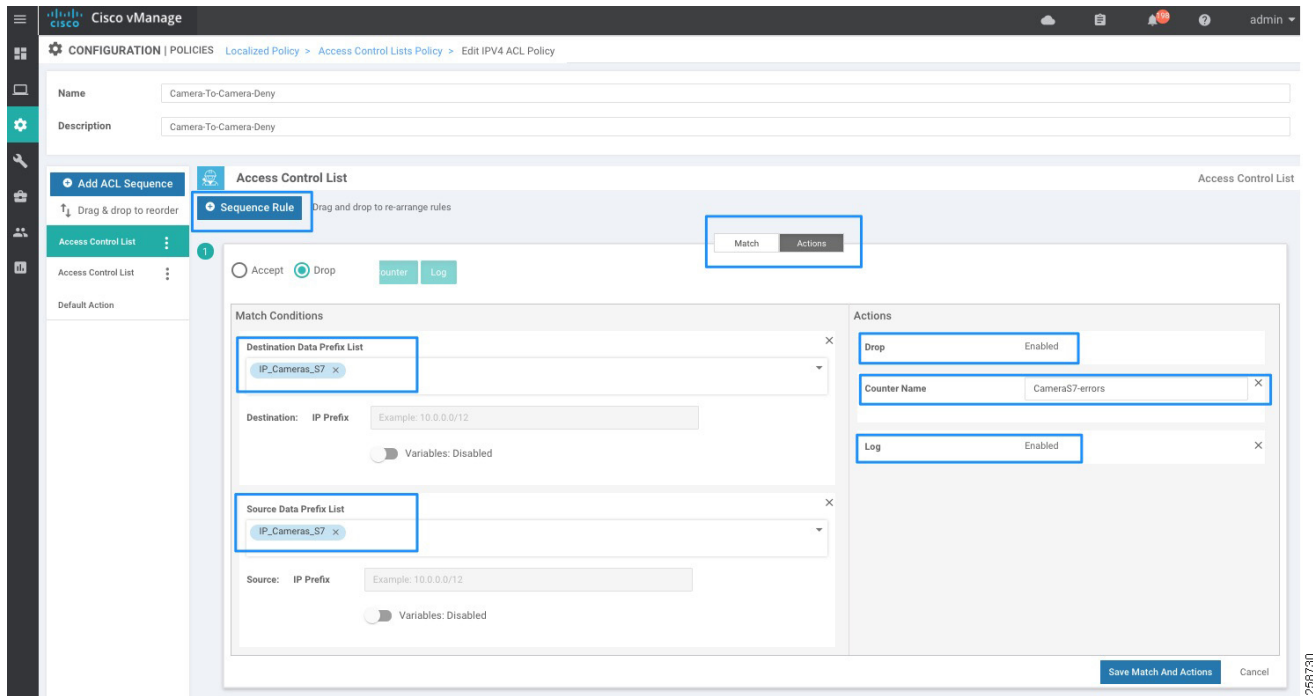 cisco Cisco vManage
198
admin
CONFIGURATION | POLICIES Localized Policy > Access Control Lists Policy > Edit IPV4 ACL Policy
Name Camera-To-Camera-Deny
Description Camera-To-Camera-Deny
Add ACL Sequence
Drag & drop to reorder
Access Control List
Access Control List
Default Action
Access Control List
Access Control List
Sequence Rule Drag and drop to re-arrange rules
Match Actions
1
Accept Drop ounter Log
Match Conditions
Destination Data Prefix List
IP_Cameras_S7 ×
Destination: IP Prefix Example: 10.0.0.0/12
Variables: Disabled
Source Data Prefix List
IP_Cameras_S7 ×
Source: IP Prefix Example: 10.0.0.0/12
Variables: Disabled
Actions
Drop Enabled
Counter Name CameraS7-errors
Log Enabled
Save Match And Actions Cancel
258730